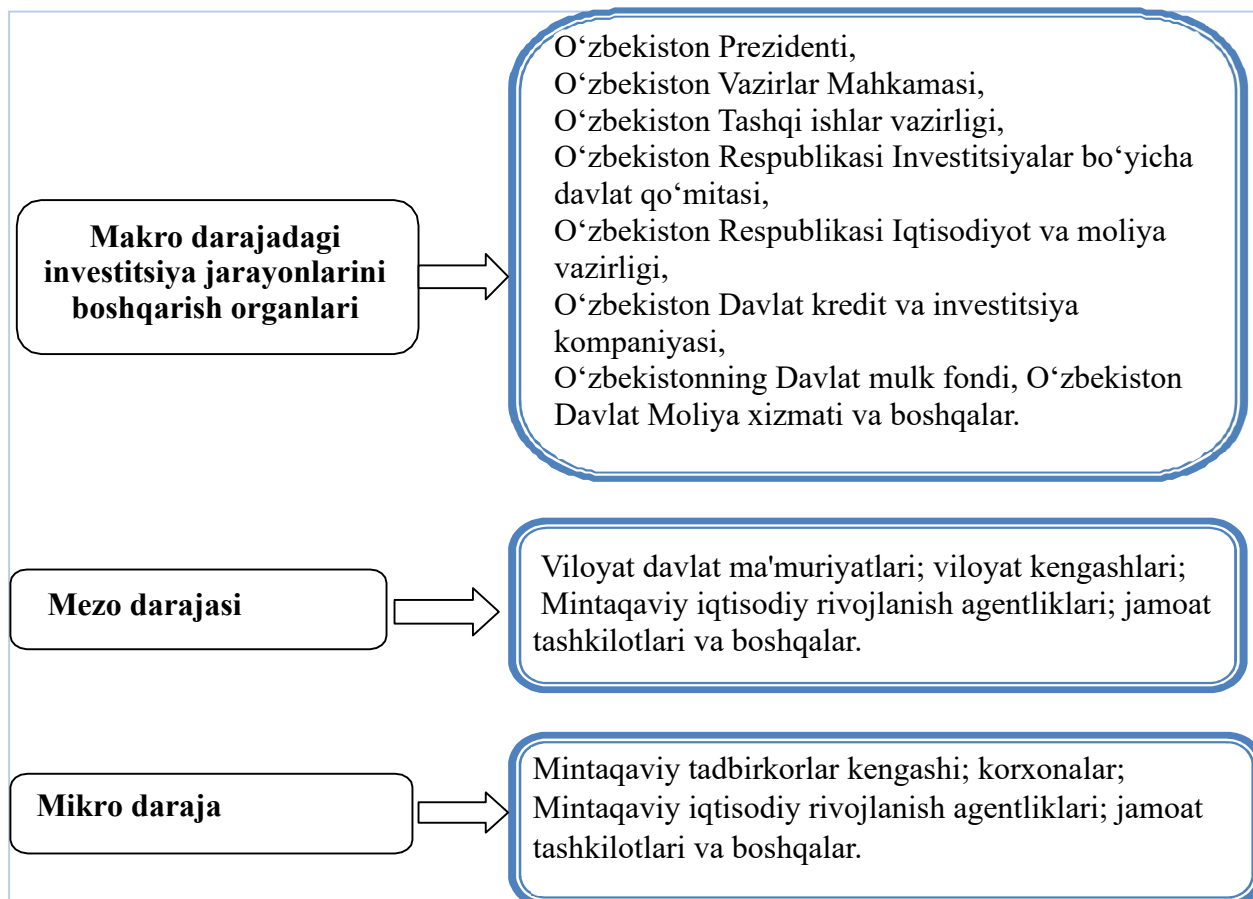 Makro darajadagi
investitsiya jarayonlarini
boshqarish organlari
O‘zbekiston Prezidenti,
O‘zbekiston Vazirlar Mahkamasi,
O‘zbekiston Tashqi ishlar vazirligi,
O‘zbekiston Respublikasi Investitsiyalar bo‘yicha
davlat qo‘mitasi,
O‘zbekiston Respublikasi Iqtisodiyot va moliya
vazirligi,
O‘zbekiston Davlat kredit va investitsiya
kompaniyasi,
O‘zbekistonning Davlat mulk fondi, O‘zbekiston
Davlat Moliya xizmati va boshqalar.
Mezo darajasi
Viloyat davlat ma'muriyatlari; viloyat kengashlari;
Mintaqaviy iqtisodiy rivojlanish agentliklari; jamoat
tashkilotlari va boshqalar.
Mikro daraja
Mintaqaviy tadbirkorlar kengashi; korxonalar;
Mintaqaviy iqtisodiy rivojlanish agentliklari; jamoat
tashkilotlari va boshqalar.